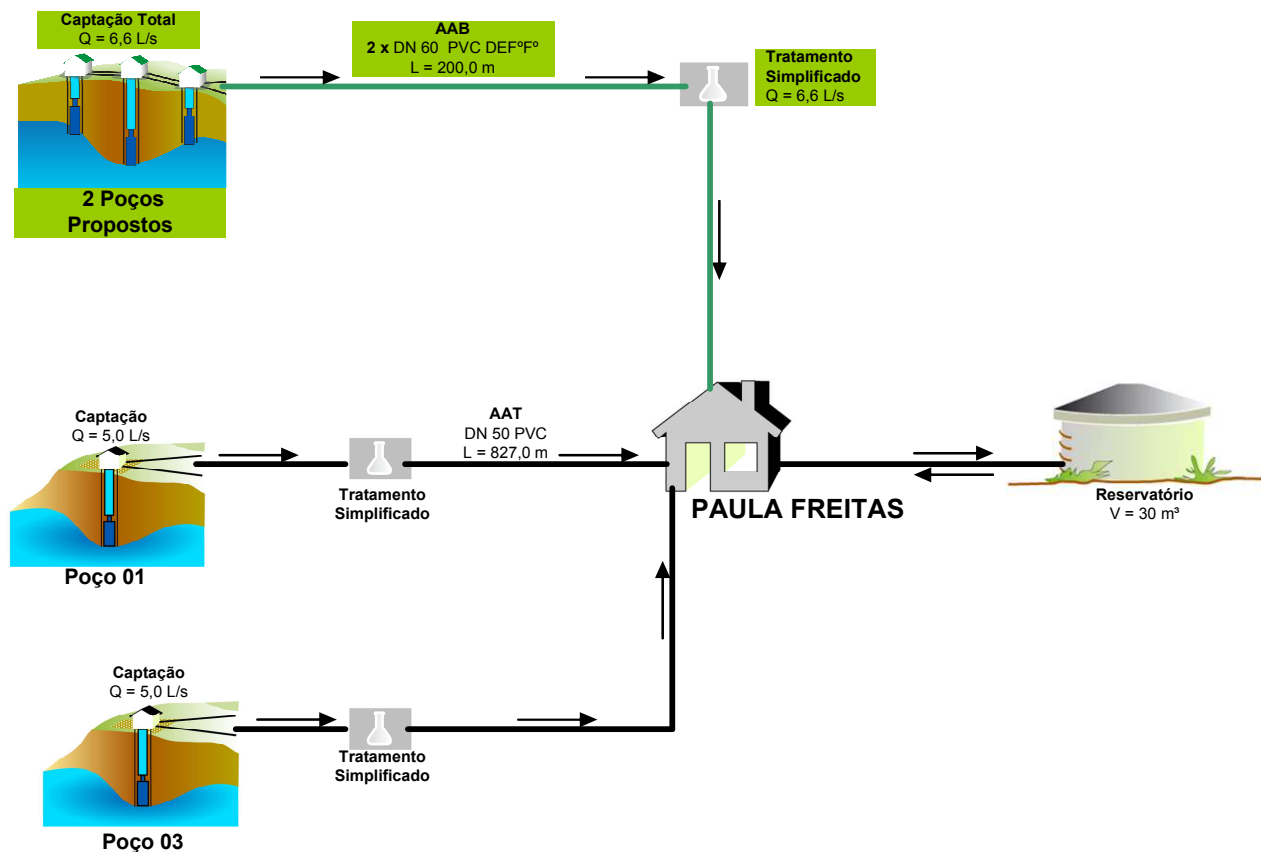 Captação Total
Q = 6,6 L/s
AAB
2 x DN 60 PVC DEFºFº
L = 200,0 m
Tratamento
Simplificado
Q = 6,6 L/s
2 Poços
Propostos
Captação
Q = 5,0 L/s
AAT
DN 50 PVC
L = 827,0 m
Tratamento
Simplificado
PAULA FREITAS
Reservatório
V = 30 m³
Poço 01
Captação
Q = 5,0 L/s
Tratamento
Simplificado
Poço 03